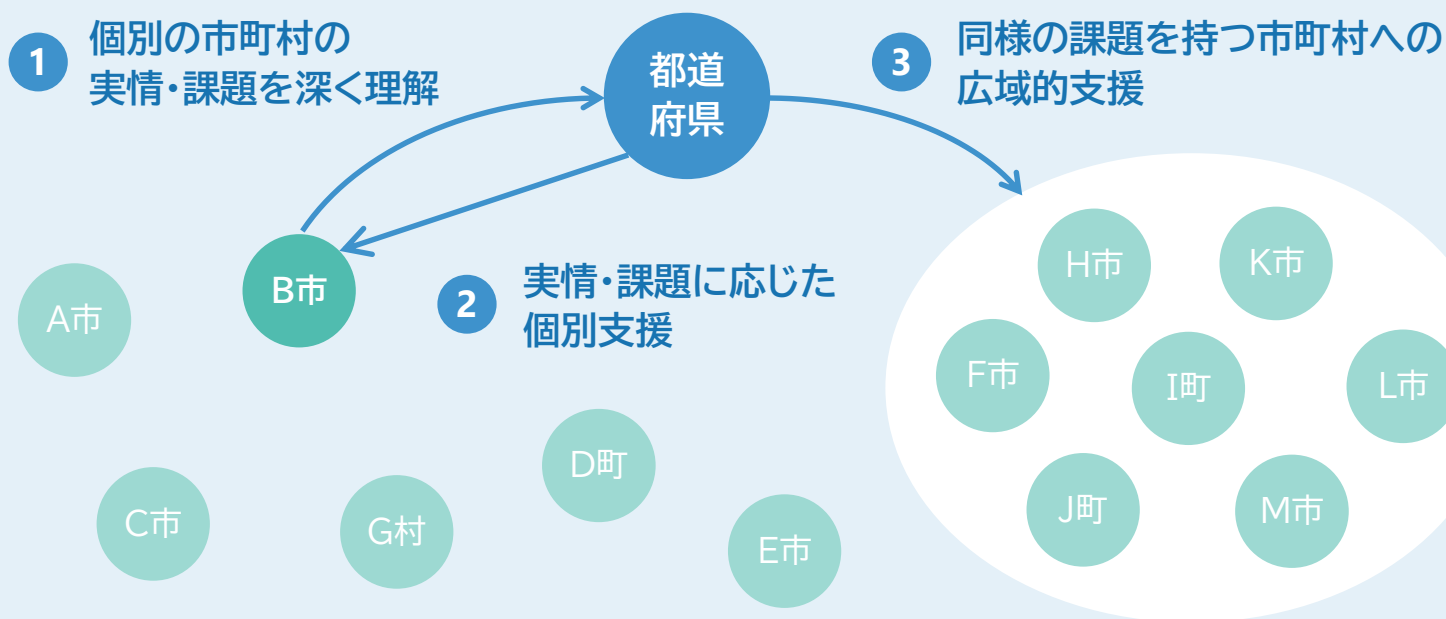 1
個別の市町村の
実情・課題を深く理解
都道
府県
3
同様の課題を持つ市町村への
広域的支援
B市
2
実情・課題に応じた
個別支援
A市
C市
G村
D町
E市
H市
K市
F市
I町
L市
J町
M市